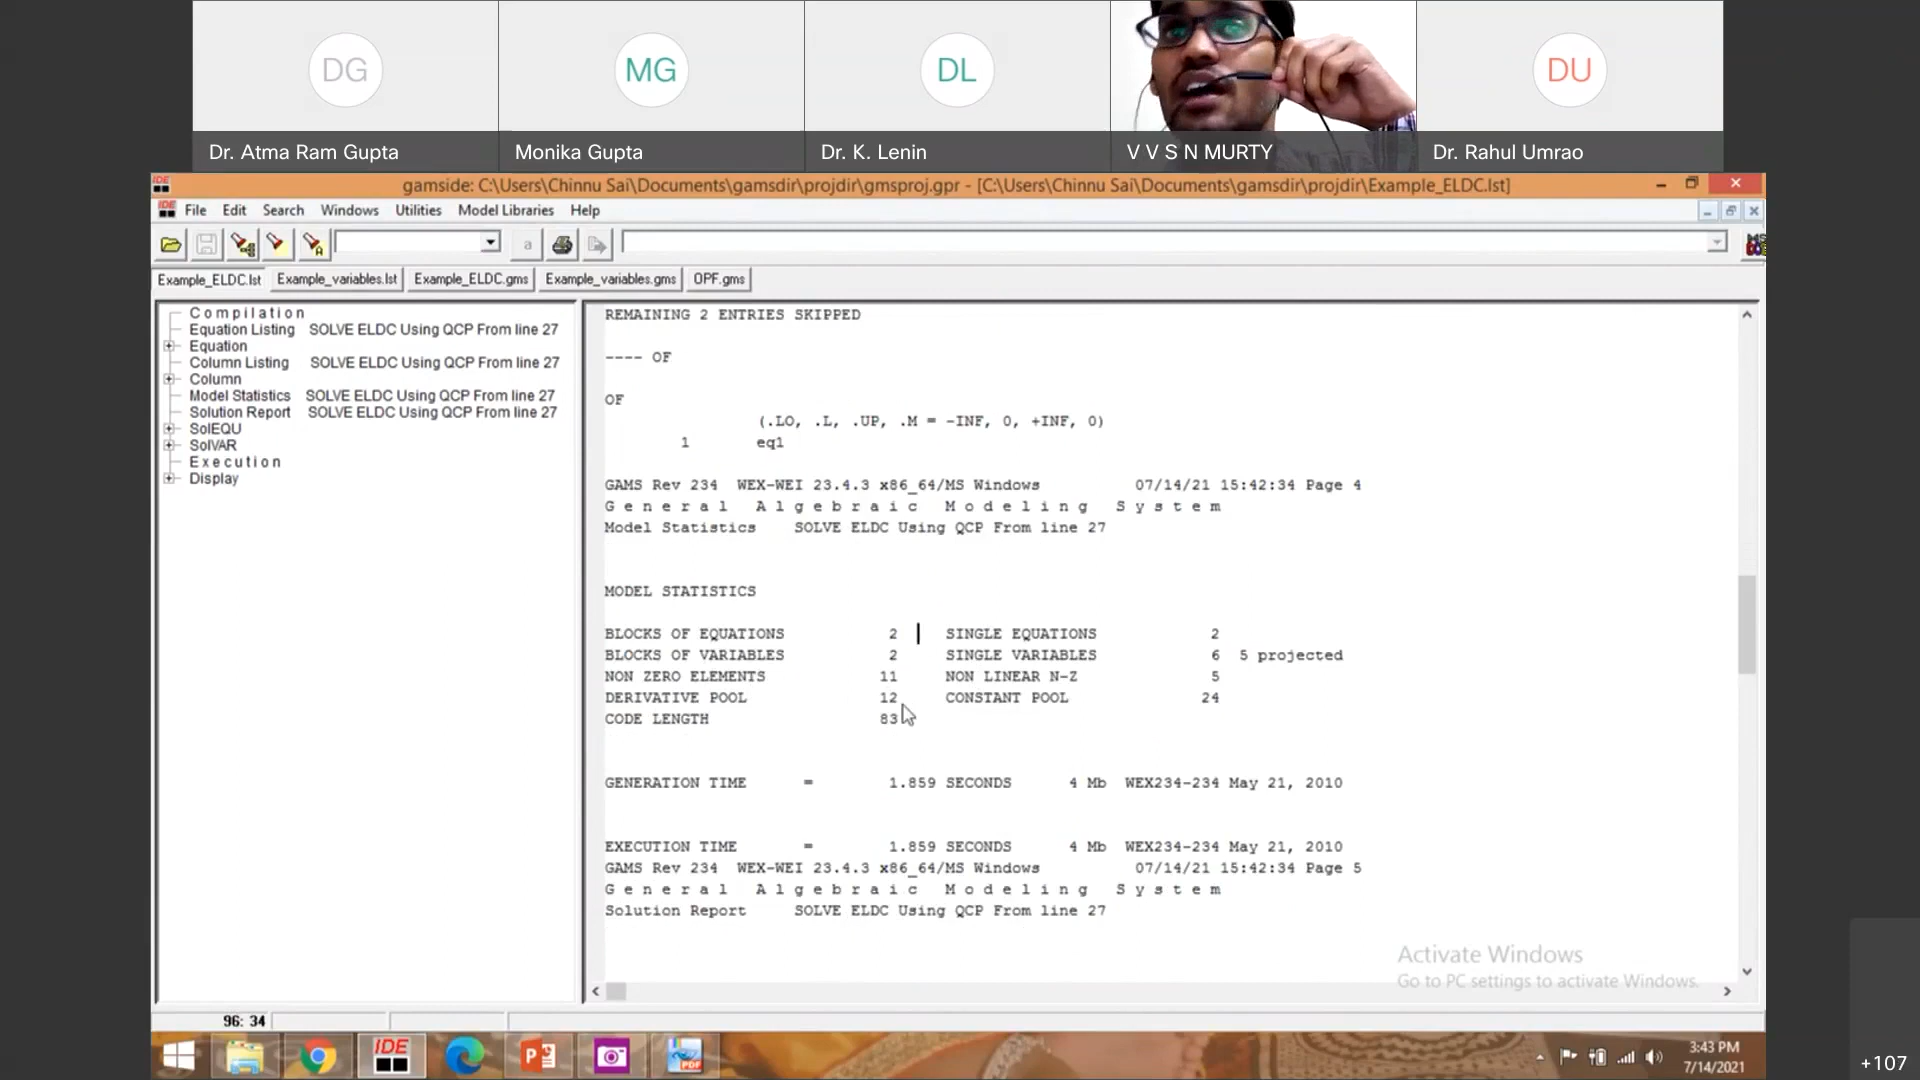 DG
MG
DL
DU
Dr. Atma Ram Gupta
Monika Gupta
Dr. K. Lenin
V V S N MURTY
Dr. Rahul Umrao
IDE
gamside: C:\Users\Chinnu Sai\Documents\gamsdir\projdir\gmsproj.gpr - [C:\Users\Chinnu Sai\Documents\gamsdir\projdir\Example_ELDC.lst]
IDE
File Edit Search Windows Utilities Model Libraries Help
a
Example_ELDC.lst Example_variables.lst Example_ELDC.gms Example_variables.gms OPF.gms
Compilation
Equation Listing SOLVE ELDC Using QCP From line 27
Equation
Column Listing SOLVE ELDC Using QCP From line 27
Column
Model Statistics SOLVE ELDC Using QCP From line 27
Solution Report SOLVE ELDC Using QCP From line 27
SolEQU
SolVAR
Execution
Display
REMAINING 2 ENTRIES SKIPPED
---- OF
OF
(.LO, .L, .UP, .M = -INF, 0, +INF, 0)
1 eq1
GAMS Rev 234 WEX-WEI 23.4.3 x86_64/MS Windows 07/14/21 15:42:34 Page 4
G e n e r a l A l g e b r a i c M o d e l i n g S y s t e m
Model Statistics SOLVE ELDC Using QCP From line 27
MODEL STATISTICS
BLOCKS OF EQUATIONS 2 SINGLE EQUATIONS 2
BLOCKS OF VARIABLES 2 SINGLE VARIABLES 6 5 projected
NON ZERO ELEMENTS 11 NON LINEAR N-Z 5
DERIVATIVE POOL 12 CONSTANT POOL 24
CODE LENGTH 83
GENERATION TIME = 1.859 SECONDS 4 Mb WEX234-234 May 21, 2010
EXECUTION TIME = 1.859 SECONDS 4 Mb WEX234-234 May 21, 2010
GAMS Rev 234 WEX-WEI 23.4.3 x86_64/MS Windows 07/14/21 15:42:34 Page 5
G e n e r a l A l g e b r a i c M o d e l i n g S y s t e m
Solution Report SOLVE ELDC Using QCP From line 27
Activate Windows
Go to PC settings to activate Windows.
96: 34
IDE
PDF
3:43 PM
7/14/2021
+107